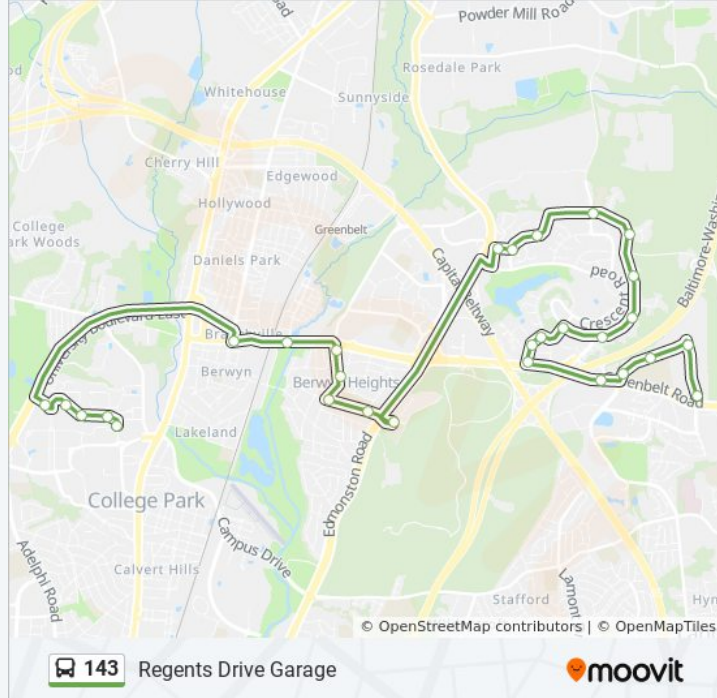 Powder Mill Road
Rosedale Park
Whitehouse
Sunnyside
Cherry Hill
Edgewood
Hollywood
College
ark Woods
Greenbelt
Daniels Park
Capital Beltway
Baltimore-Washi
Road
Crescent
University Boulevard East
Berwyn
Berwyn Heights
Greenbelt Road
Lakeland
College Park
Edmonston Road
Campus Drive
Adelphi Road
Calvert Hills
Stafford
Lamont
Hyn
© OpenStreetMap contributors | © OpenMapTiles
143 Regents Drive Garage
moovit